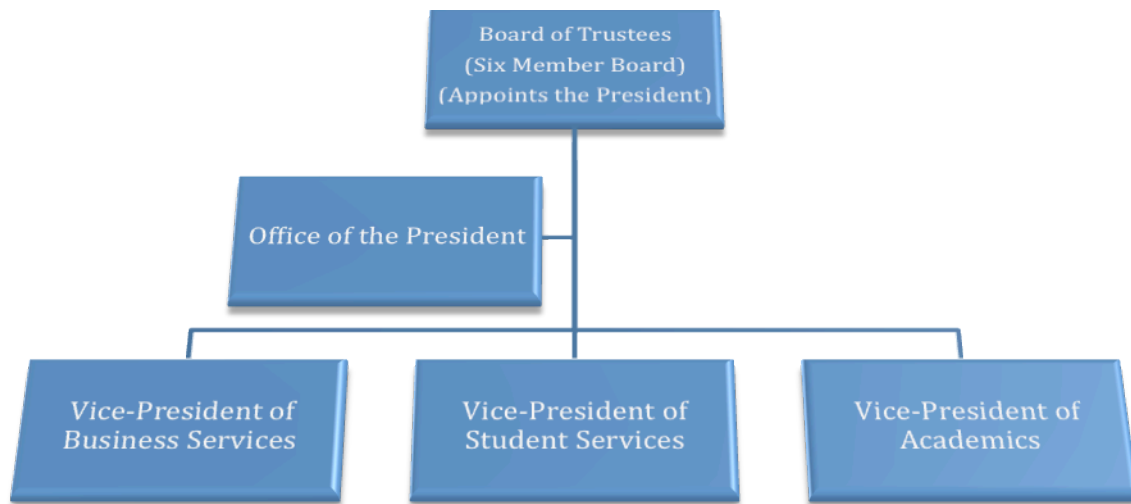 Board of Trustees
(Six Member Board)
(Appoints the President)
Office of the President
Vice-President of
Business Services
Vice-President of
Student Services
Vice-President of
Academics